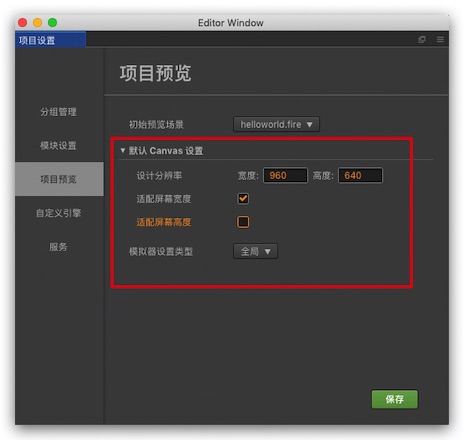 Editor Window
项目设置
项目预览
分组管理
模块设置
项目预览
自定义引擎
服务
初始预览场景 helloworld.fire
默认 Canvas 设置
设计分辨率 宽度: 960 高度: 640
适配屏幕宽度
适配屏幕高度
模拟器设置类型 全局
保存